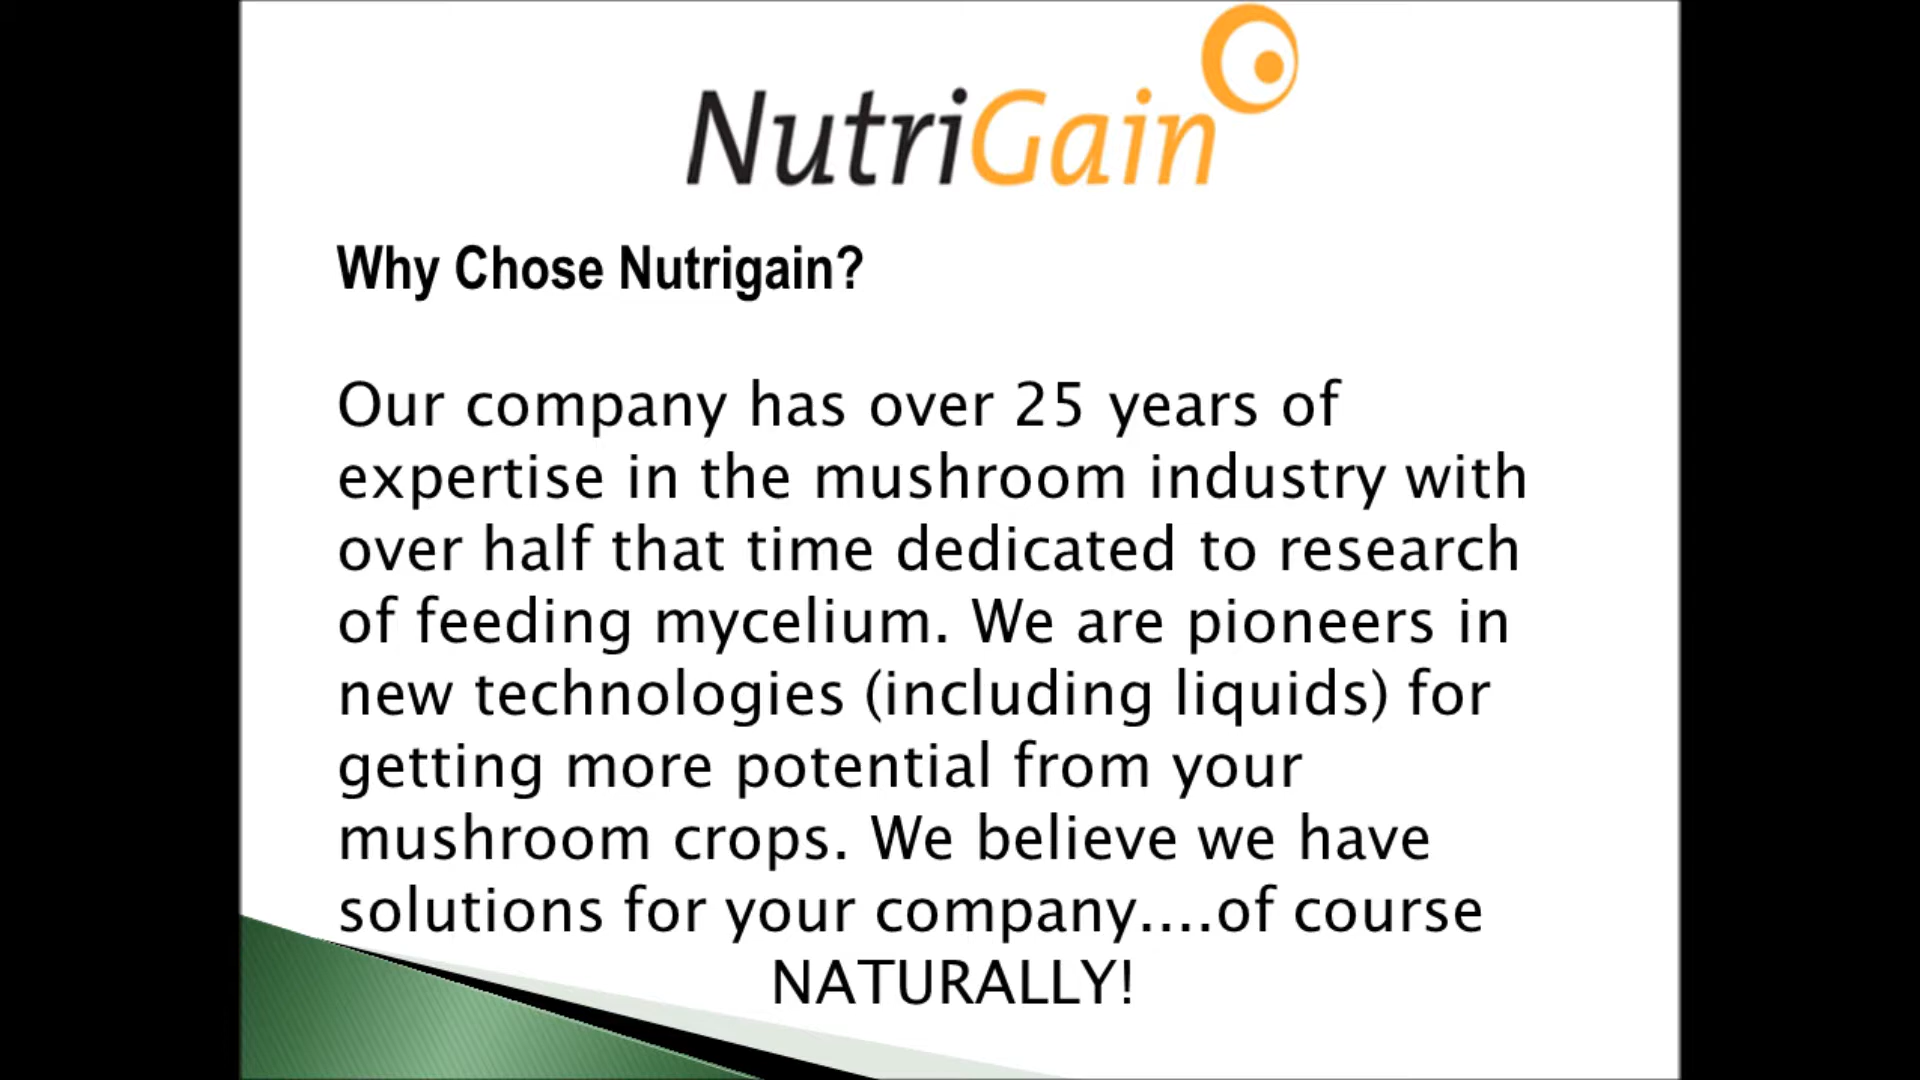 NutriGain
Why Chose Nutrigain?
Our company has over 25 years of
expertise in the mushroom industry with
over half that time dedicated to research
of feeding mycelium. We are pioneers in
new technologies (including liquids) for
getting more potential from your
mushroom crops. We believe we have
solutions for your company....of course
NATURALLY!